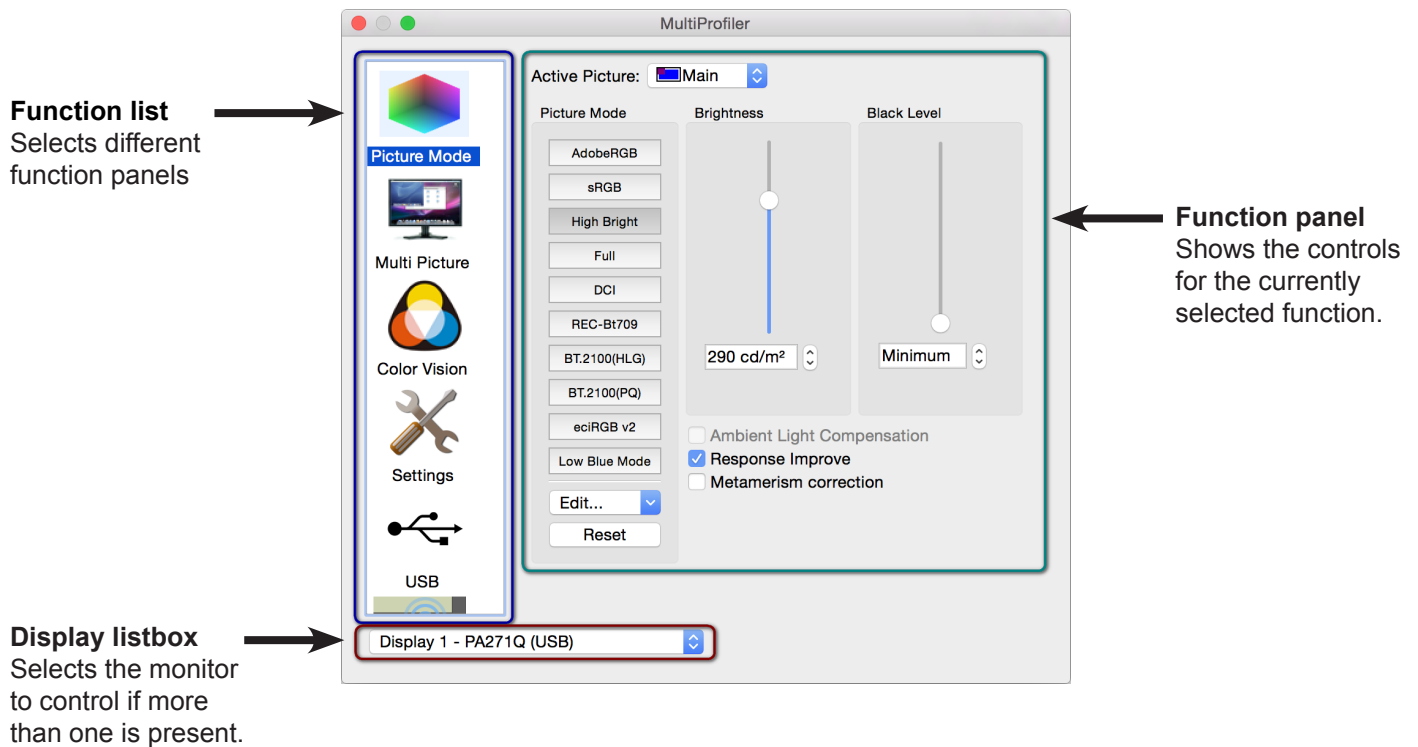 MultiProfiler
Function list
Selects different
function panels
Picture Mode
Multi Picture
Color Vision
Settings
USB
Active Picture: Main
Picture Mode
AdobeRGB
sRGB
High Bright
Full
DCI
REC-Bt709
BT.2100(HLG)
BT.2100(PQ)
eciRGB v2
Low Blue Mode
Edit...
Reset
Brightness
290 cd/m²
Black Level
Minimum
Ambient Light Compensation
Response Improve
Metamerism correction
Function panel
Shows the controls
for the currently
selected function.
Display listbox
Selects the monitor
to control if more
than one is present.
Display 1 - PA271Q (USB)